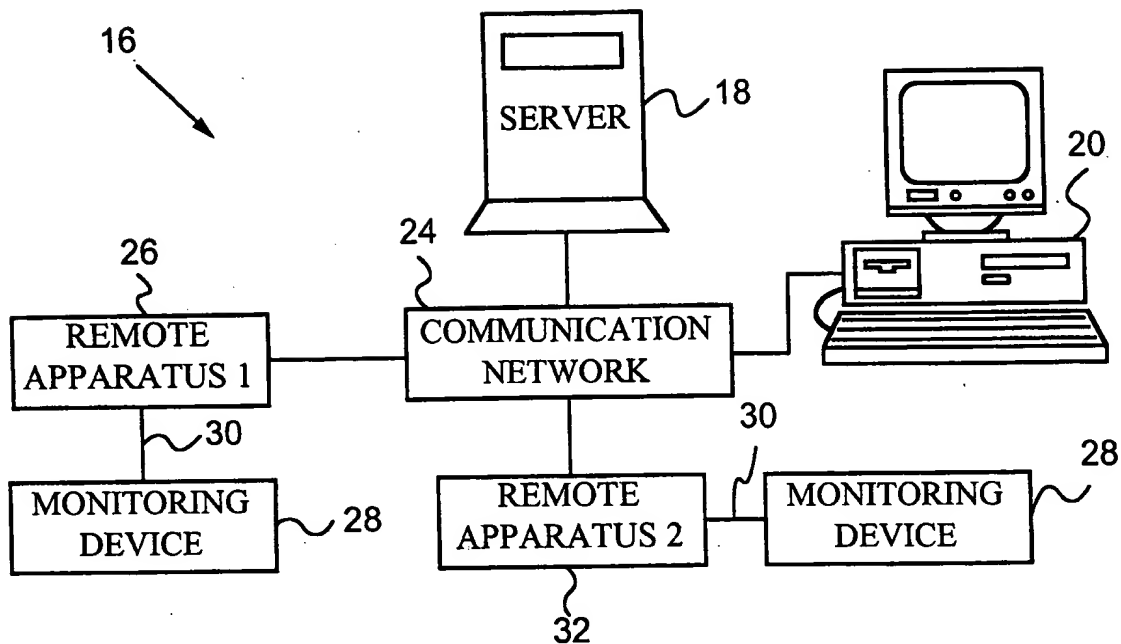 16
SERVER
18
20
24
26
REMOTE
APPARATUS 1
COMMUNICATION
NETWORK
30
30
MONITORING
DEVICE
28
REMOTE
APPARATUS 2
MONITORING
DEVICE
28
32